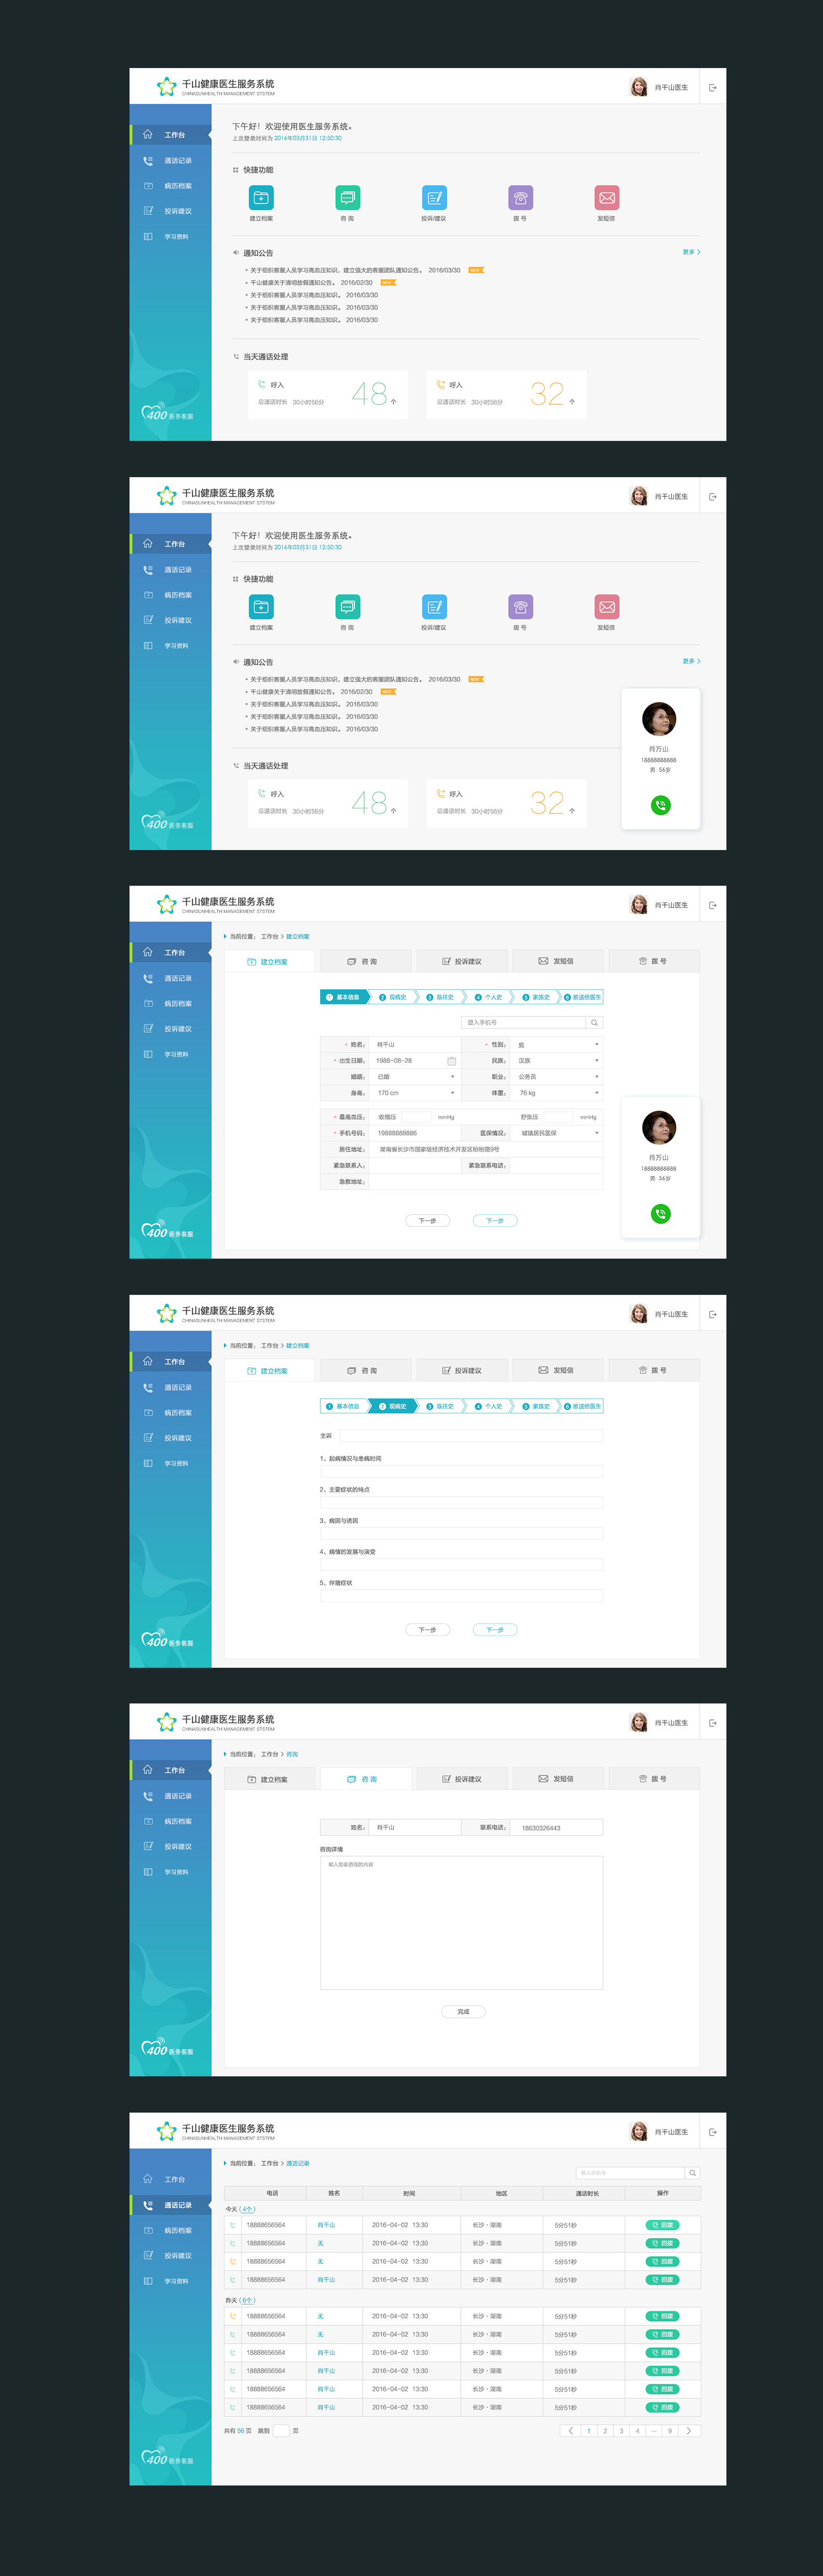 千山健康医生服务系统
CHINASUNHEALTH MANAGEMENT STSTEM
肖千山医生
工作台
通话记录
病历档案
投诉建议
学习资料
400 医务客服
下午好！欢迎使用医生服务系统。
上次登录时间为 2016年03月31日 12:50:30
快捷功能
建立档案 咨 询 投诉/建议 拨 号 发短信
通知公告 更多
• 关于组织客服人员学习高血压知识，建立强大的客服团队通知公告。 2016/03/30 NEW
• 千山健康关于清明放假通知公告。 2016/02/30 NEW
• 关于组织客服人员学习高血压知识。 2016/03/30
• 关于组织客服人员学习高血压知识。 2016/03/30
• 关于组织客服人员学习高血压知识。 2016/03/30
当天通话处理
呼入 总通话时长 30小时56分 48 个
呼入 总通话时长 30小时56分 32 个
千山健康医生服务系统
CHINASUNHEALTH MANAGEMENT STSTEM
肖千山医生
工作台
通话记录
病历档案
投诉建议
学习资料
400 医务客服
下午好！欢迎使用医生服务系统。
上次登录时间为 2016年03月31日 12:50:30
快捷功能
建立档案 咨 询 投诉/建议 拨 号 发短信
通知公告 更多
• 关于组织客服人员学习高血压知识，建立强大的客服团队通知公告。 2016/03/30 NEW
• 千山健康关于清明放假通知公告。 2016/02/30 NEW
• 关于组织客服人员学习高血压知识。 2016/03/30
• 关于组织客服人员学习高血压知识。 2016/03/30
• 关于组织客服人员学习高血压知识。 2016/03/30
当天通话处理
呼入 总通话时长 30小时56分 48 个
呼入 总通话时长 30小时56分 32 个
肖万山
18888888888
男 56岁
千山健康医生服务系统
CHINASUNHEALTH MANAGEMENT STSTEM
肖千山医生
工作台
通话记录
病历档案
投诉建议
学习资料
400 医务客服
当前位置： 工作台 > 建立档案
建立档案 咨 询 投诉建议 发短信 拨 号
1 基本信息 2 现病史 3 既往史 4 个人史 5 家族史 6 推送给医生
登入手机号
* 姓名： 肖千山 * 性别： 男
* 出生日期： 1988-08-28 民族： 汉族
婚姻： 已婚 职业： 公务员
身高： 170 cm 体重： 76 kg
* 最高血压： 收缩压 mmHg 舒张压 mmHg
* 手机号码： 19888888886 医保情况： 城镇居民医保
居住地址： 湖南省长沙市国家级经济技术开发区盼盼路9号
紧急联系人： 紧急联系电话：
急救地址：
下一步 下一步
肖万山
18888888888
男 56岁
千山健康医生服务系统
CHINASUNHEALTH MANAGEMENT STSTEM
肖千山医生
工作台
通话记录
病历档案
投诉建议
学习资料
400 医务客服
当前位置： 工作台 > 建立档案
建立档案 咨 询 投诉建议 发短信 拨 号
1 基本信息 2 现病史 3 既往史 4 个人史 5 家族史 6 推送给医生
主诉
1、起病情况与患病时间
2、主要症状的特点
3、病因与诱因
4、病情的发展与演变
5、伴随症状
下一步 下一步
千山健康医生服务系统
CHINASUNHEALTH MANAGEMENT STSTEM
肖千山医生
工作台
通话记录
病历档案
投诉建议
学习资料
400 医务客服
当前位置： 工作台 > 咨询
建立档案 咨 询 投诉建议 发短信 拨 号
姓名： 肖千山 联系电话： 18630326443
咨询详情
输入加亲咨询的内容
完成
千山健康医生服务系统
CHINASUNHEALTH MANAGEMENT STSTEM
肖千山医生
工作台
通话记录
病历档案
投诉建议
学习资料
400 医务客服
当前位置： 工作台 > 通话记录
输入手机号
电话 姓名 时间 地区 通话时长 操作
今天（4个）
18888656564 肖千山 2016-04-02 13:30 长沙・湖南 5分51秒 回拨
18888656564 无 2016-04-02 13:30 长沙・湖南 5分51秒 回拨
18888656564 无 2016-04-02 13:30 长沙・湖南 5分51秒 回拨
18888656564 肖千山 2016-04-02 13:30 长沙・湖南 5分51秒 回拨
昨天（6个）
18888656564 无 2016-04-02 13:30 长沙・湖南 5分51秒 回拨
18888656564 无 2016-04-02 13:30 长沙・湖南 5分51秒 回拨
18888656564 肖千山 2016-04-02 13:30 长沙・湖南 5分51秒 回拨
18888656564 肖千山 2016-04-02 13:30 长沙・湖南 5分51秒 回拨
18888656564 肖千山 2016-04-02 13:30 长沙・湖南 5分51秒 回拨
18888656564 肖千山 2016-04-02 13:30 长沙・湖南 5分51秒 回拨
共有 56 页 跳到 页
1 2 3 4 ... 9